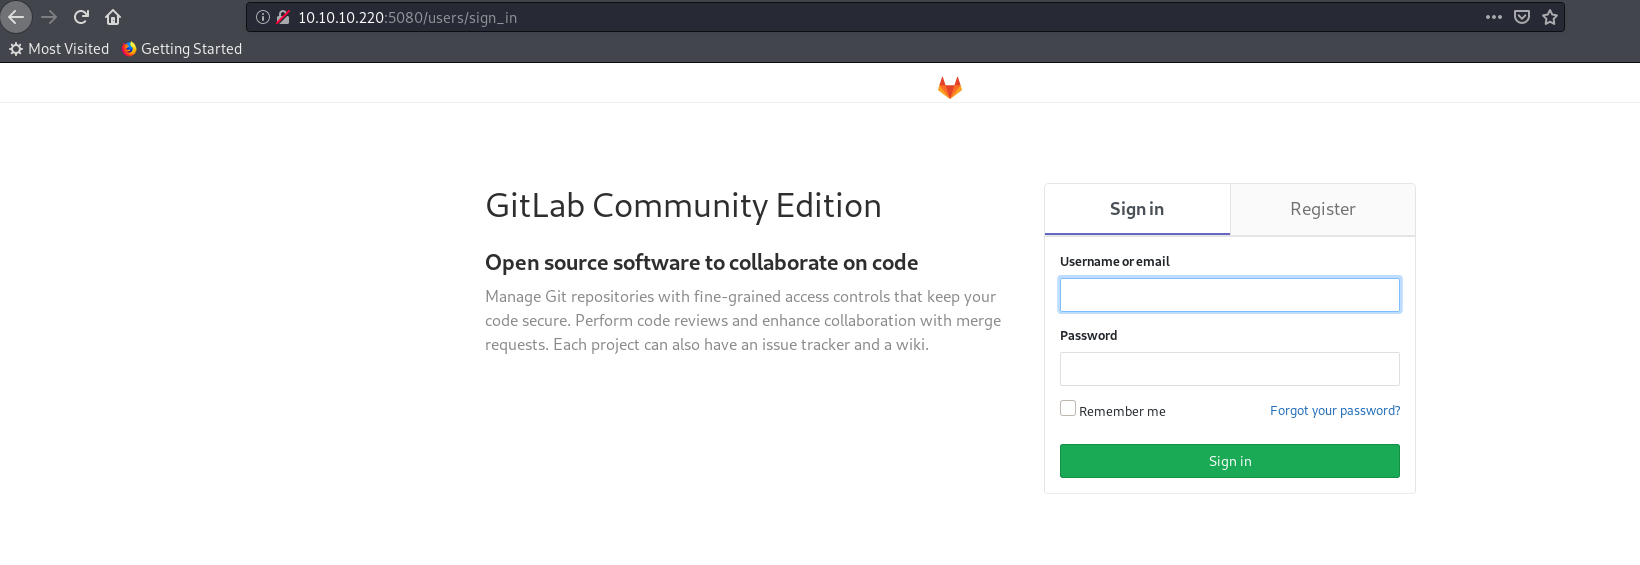 10.10.10.220:5080/users/sign_in
Most Visited Getting Started
GitLab Community Edition
Open source software to collaborate on code
Manage Git repositories with fine-grained access controls that keep your
code secure. Perform code reviews and enhance collaboration with merge
requests. Each project can also have an issue tracker and a wiki.
Sign in Register
Username or email
Password
Remember me Forgot your password?
Sign in